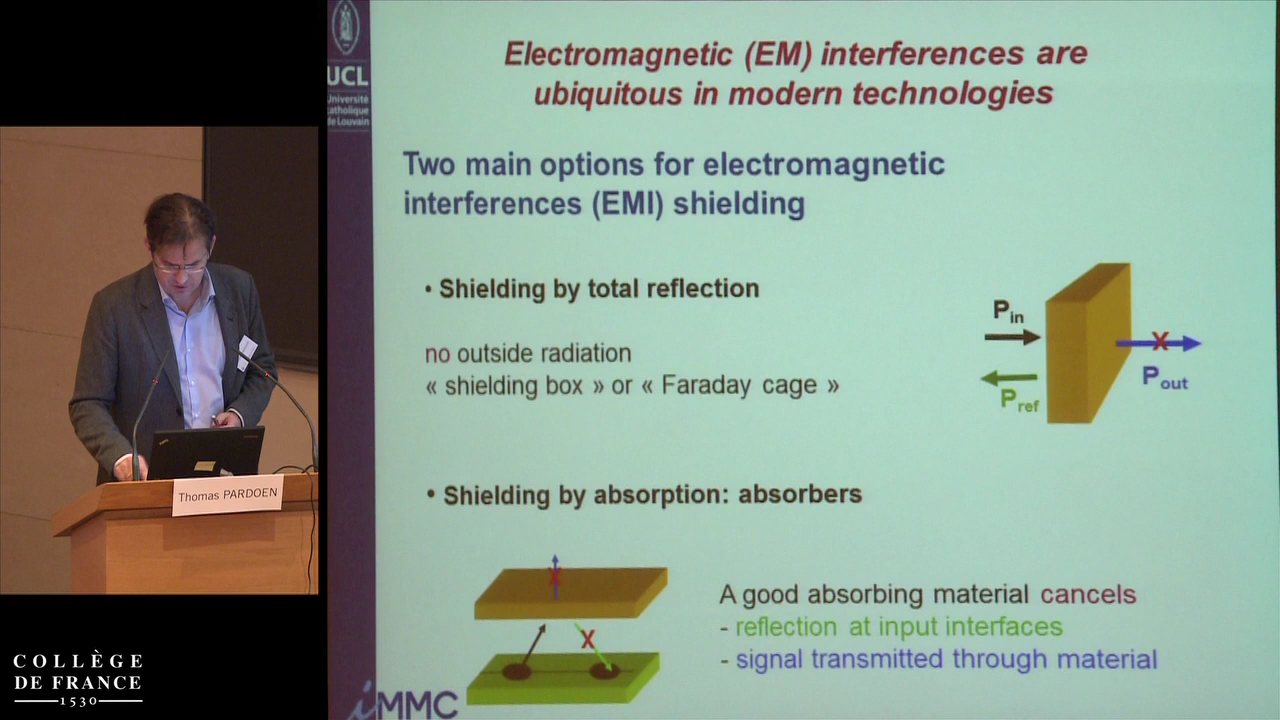 UCL
Université
catholique
de Louvain
Electromagnetic (EM) interferences are
ubiquitous in modern technologies
Two main options for electromagnetic
interferences (EMI) shielding
• Shielding by total reflection
no outside radiation
« shielding box » or « Faraday cage »
Pin
Pref
X
Pout
• Shielding by absorption: absorbers
X
X
A good absorbing material cancels
- reflection at input interfaces
- signal transmitted through material
iMMC
Thomas PARDOEN
COLLÈGE
DE FRANCE
1530